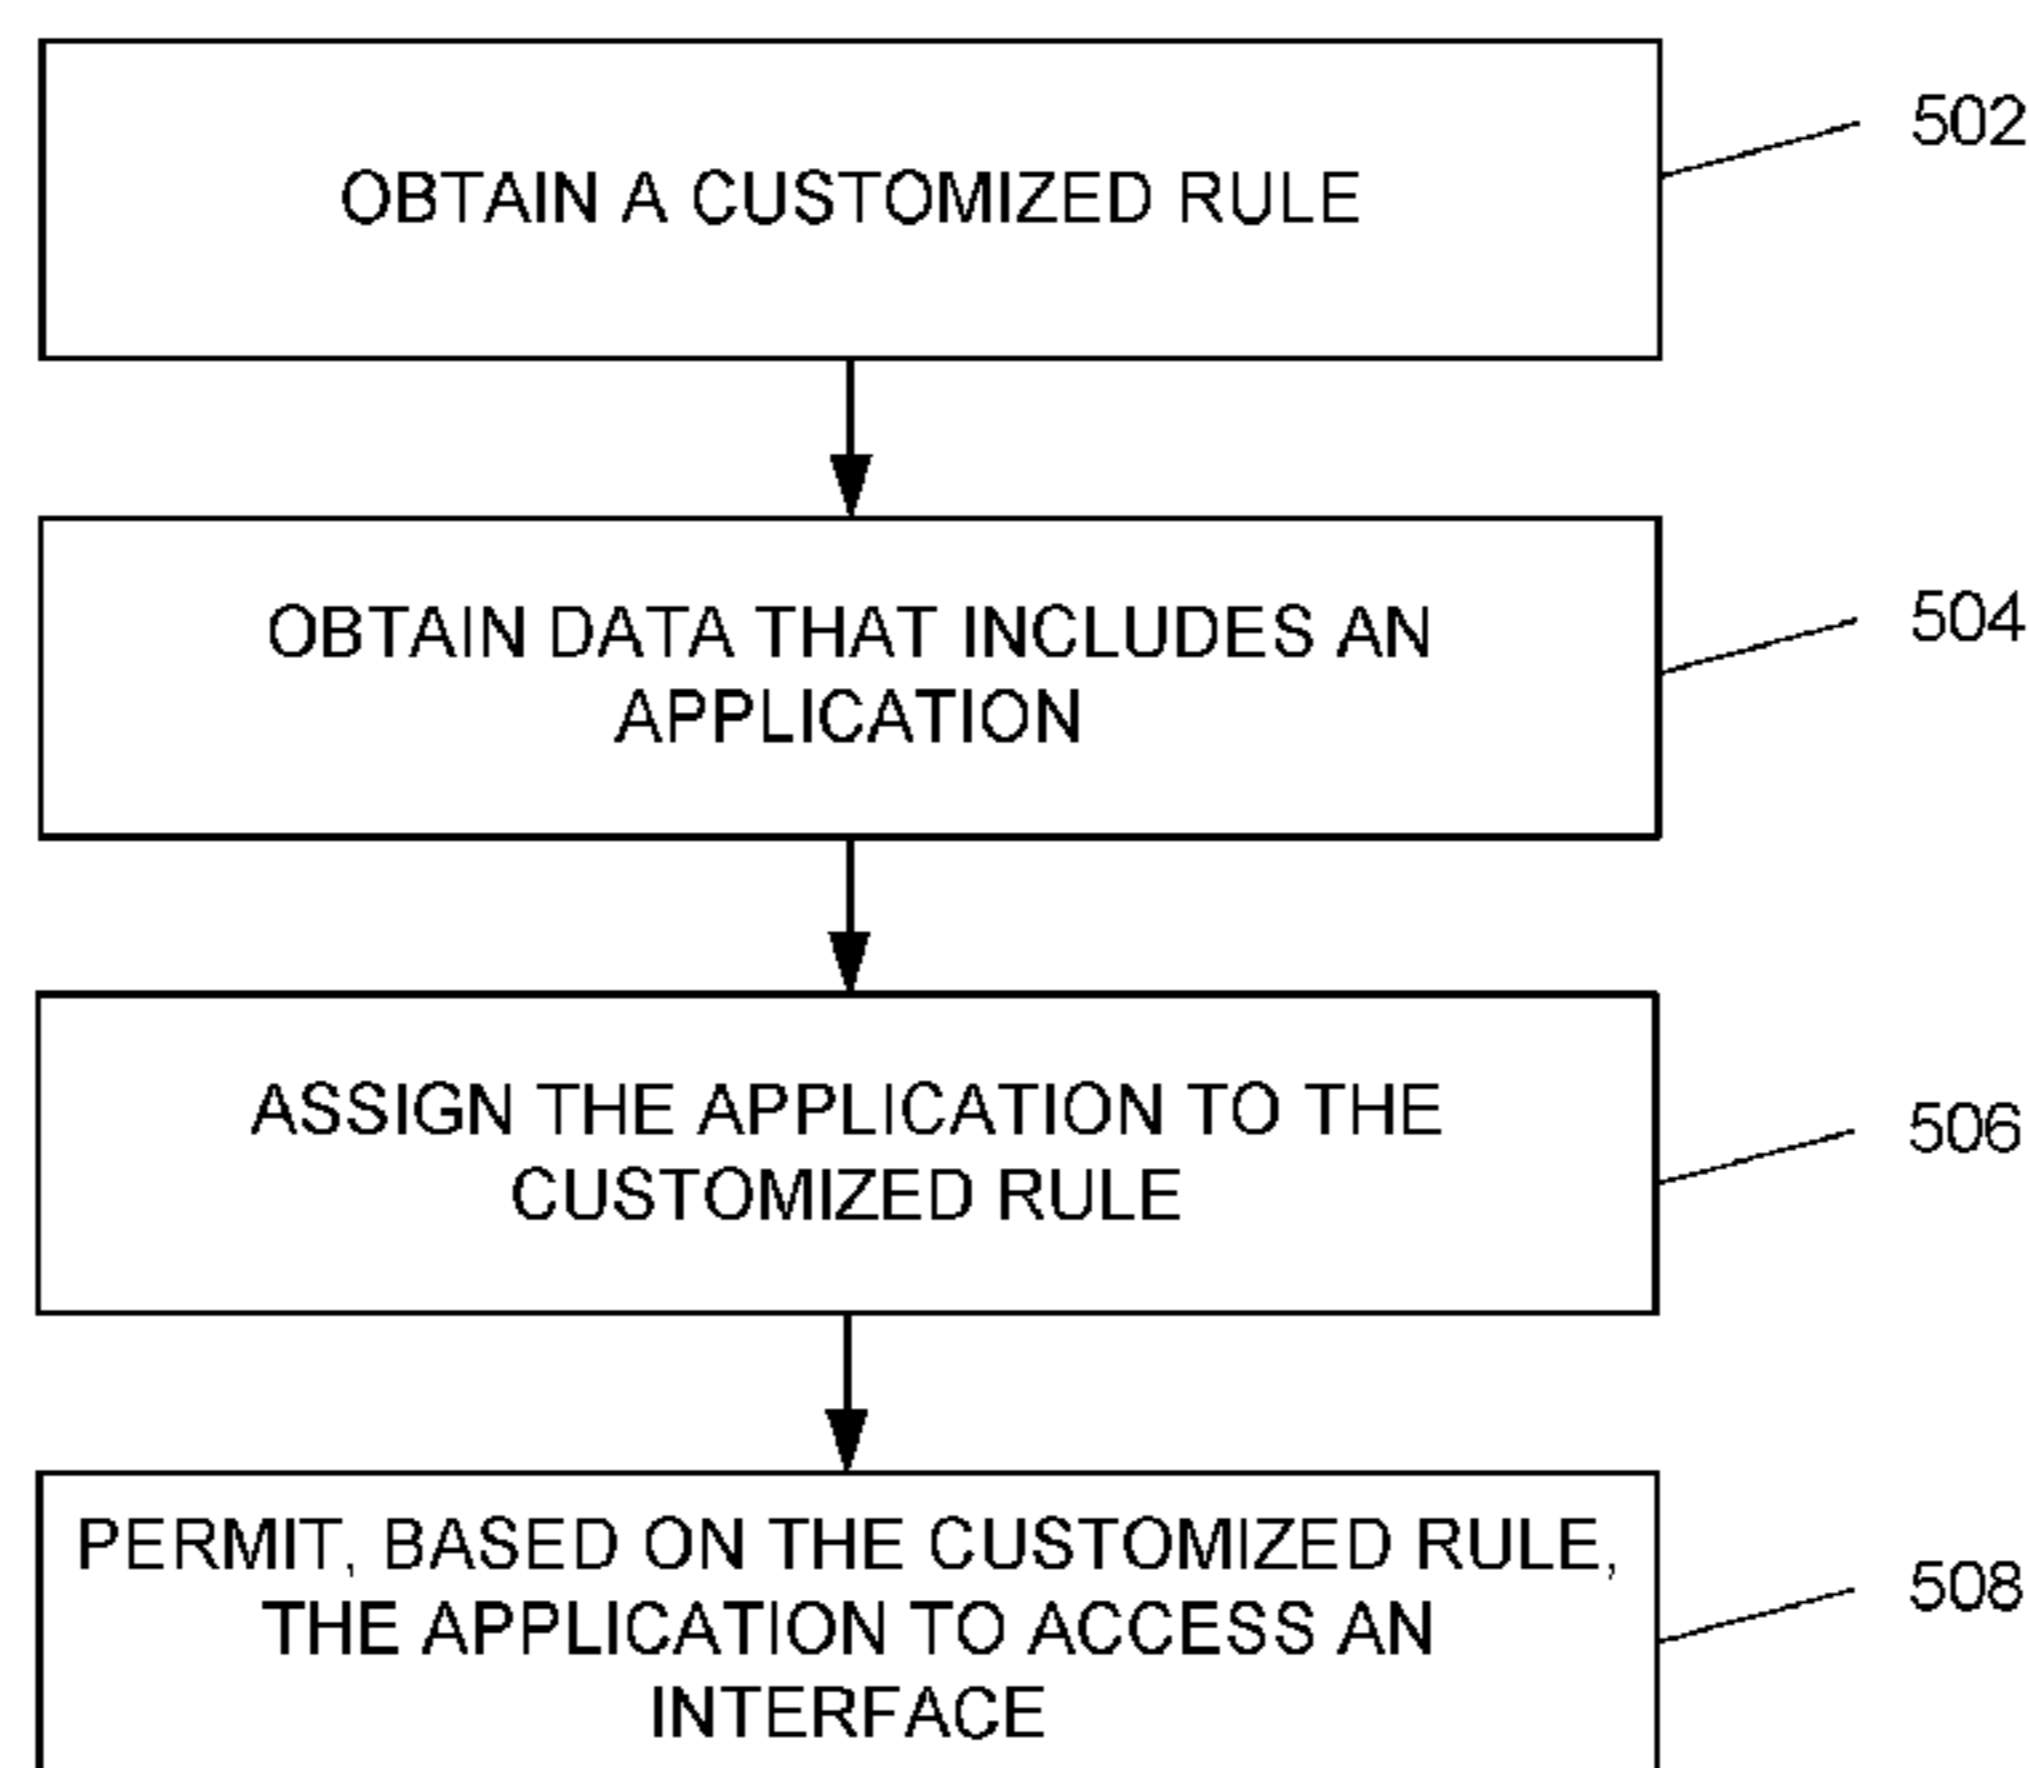 OBTAIN A CUSTOMIZED RULE
502
OBTAIN DATA THAT INCLUDES AN
APPLICATION
504
ASSIGN THE APPLICATION TO THE
CUSTOMIZED RULE
506
PERMIT, BASED ON THE CUSTOMIZED RULE,
THE APPLICATION TO ACCESS AN
INTERFACE
508